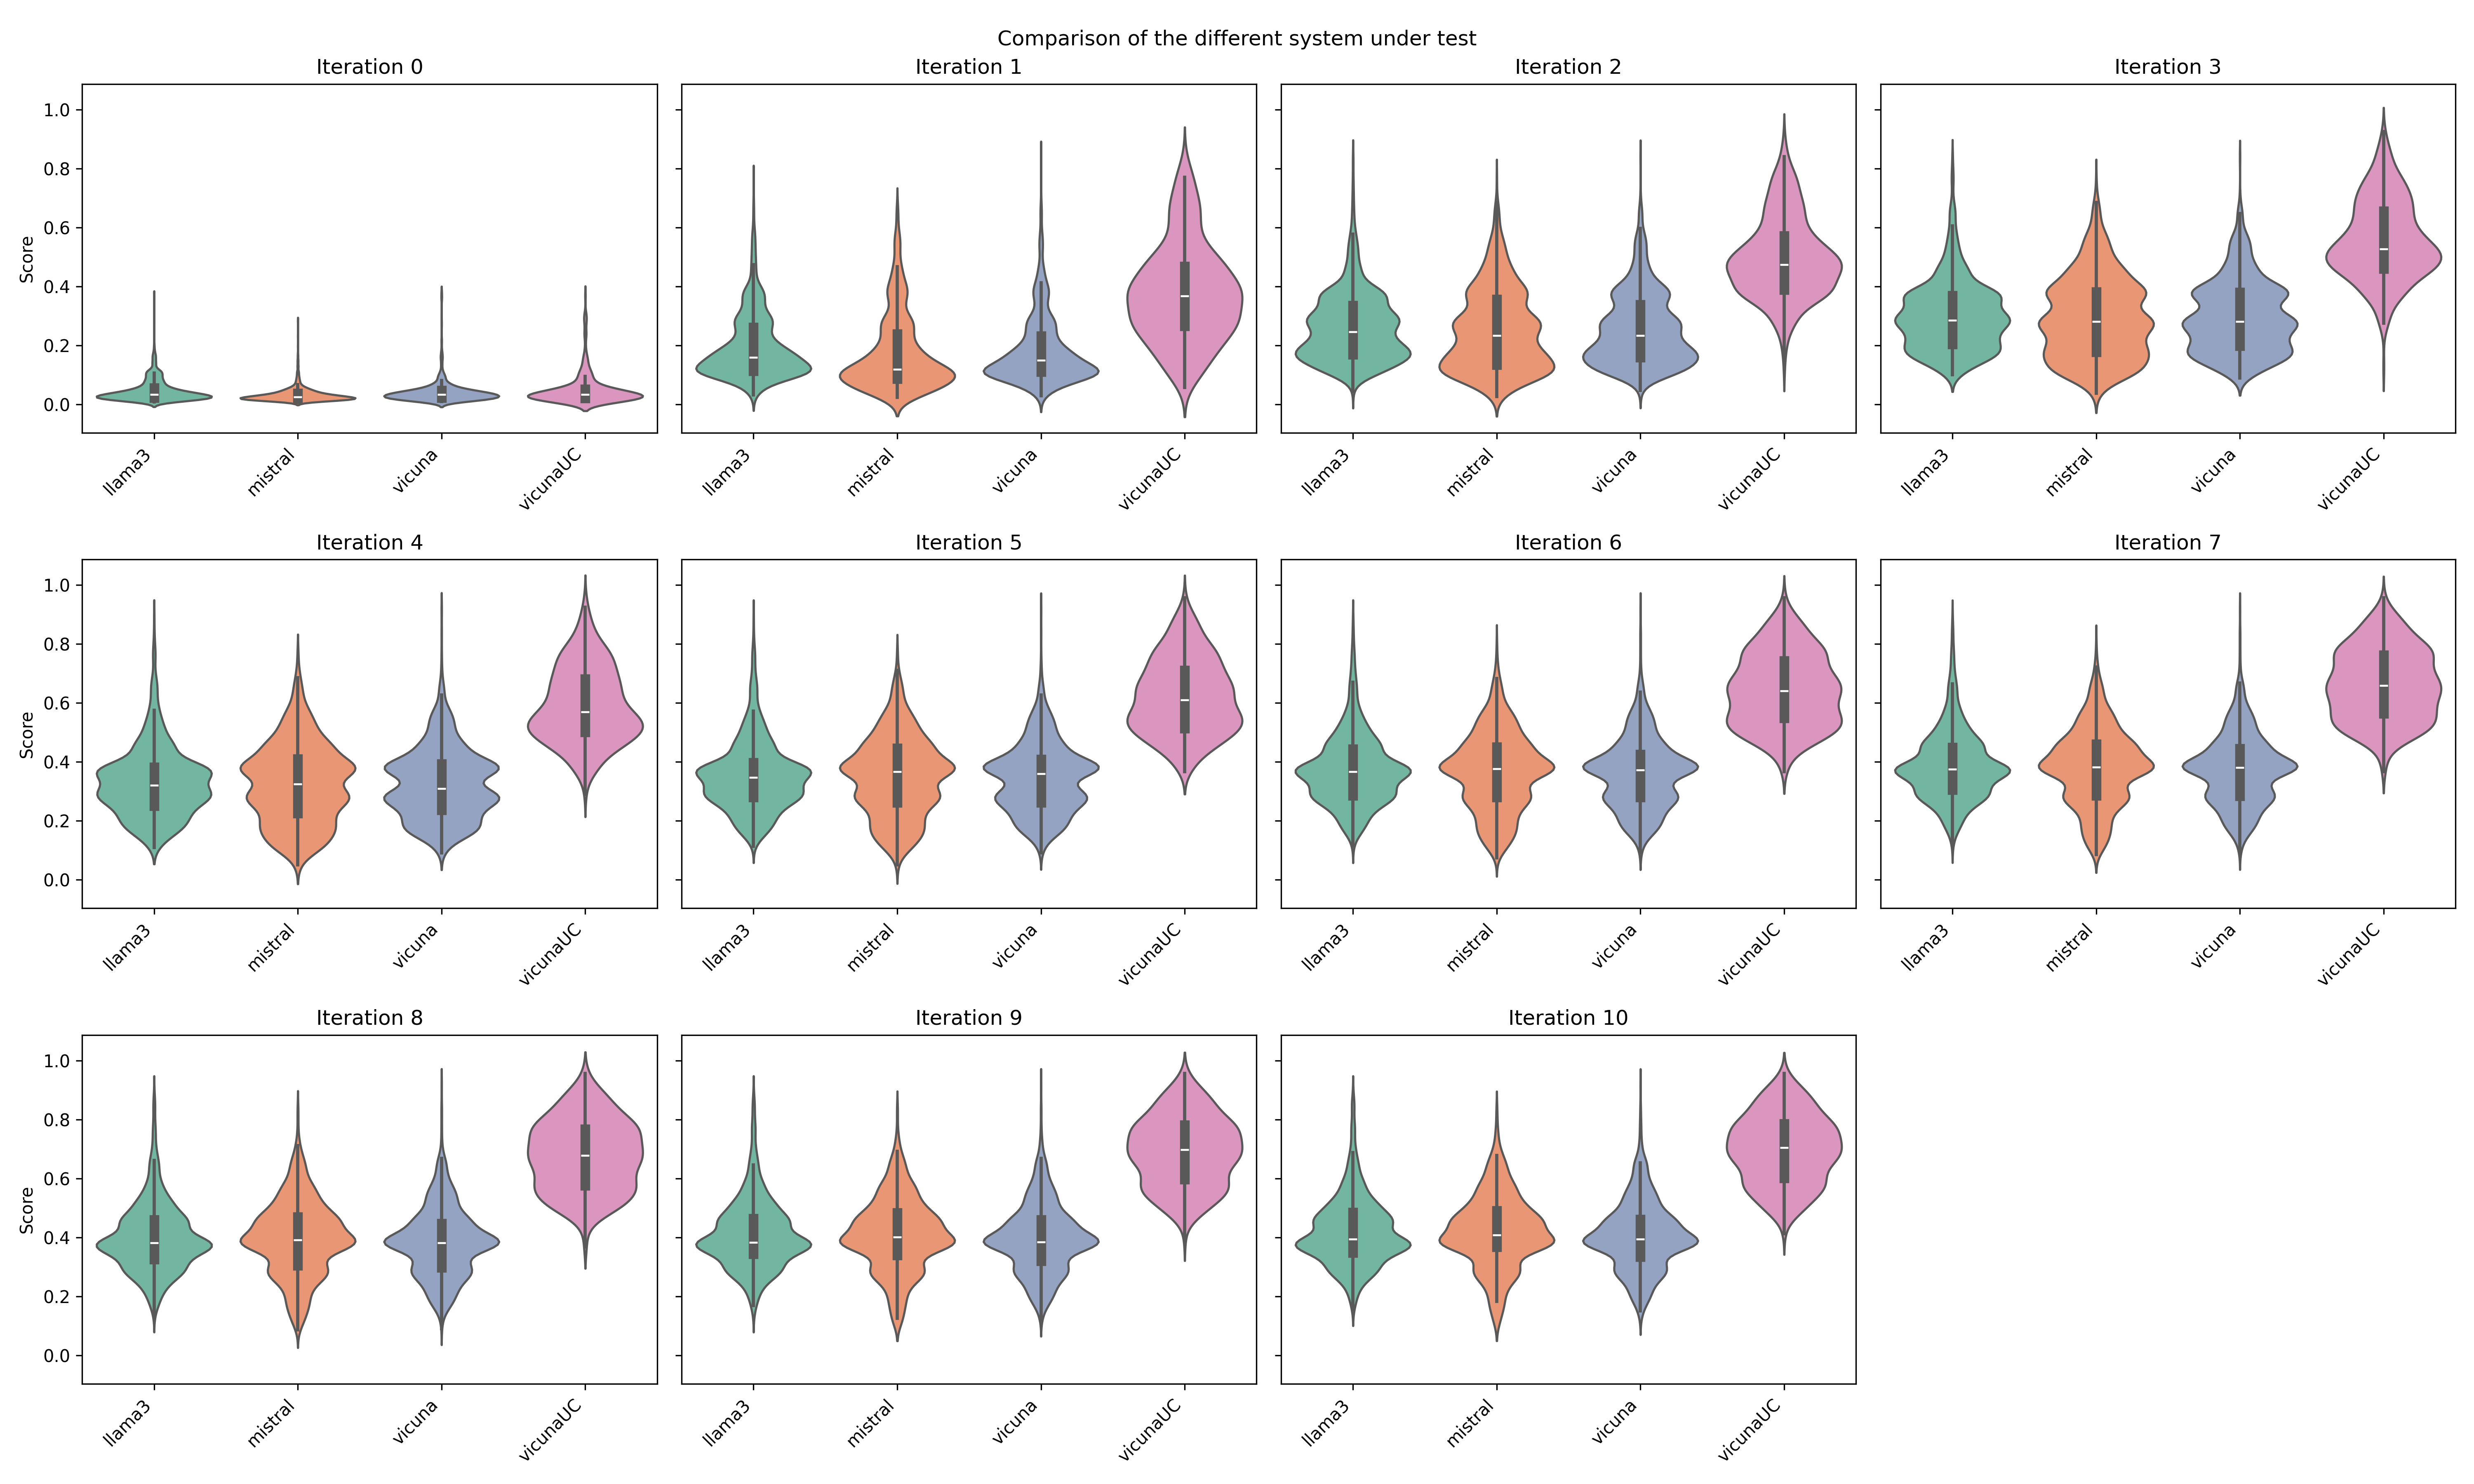 Comparison of the different system under test
Iteration 0
Iteration 1
Iteration 2
Iteration 3
Score
1.0
0.8
0.6
0.4
0.2
0.0
llama3
mistral
vicuna
vicunaUC
llama3
mistral
vicuna
vicunaUC
llama3
mistral
vicuna
vicunaUC
llama3
mistral
vicuna
vicunaUC
Iteration 4
Iteration 5
Iteration 6
Iteration 7
Score
1.0
0.8
0.6
0.4
0.2
0.0
llama3
mistral
vicuna
vicunaUC
llama3
mistral
vicuna
vicunaUC
llama3
mistral
vicuna
vicunaUC
llama3
mistral
vicuna
vicunaUC
Iteration 8
Iteration 9
Iteration 10
Score
1.0
0.8
0.6
0.4
0.2
0.0
llama3
mistral
vicuna
vicunaUC
llama3
mistral
vicuna
vicunaUC
llama3
mistral
vicuna
vicunaUC